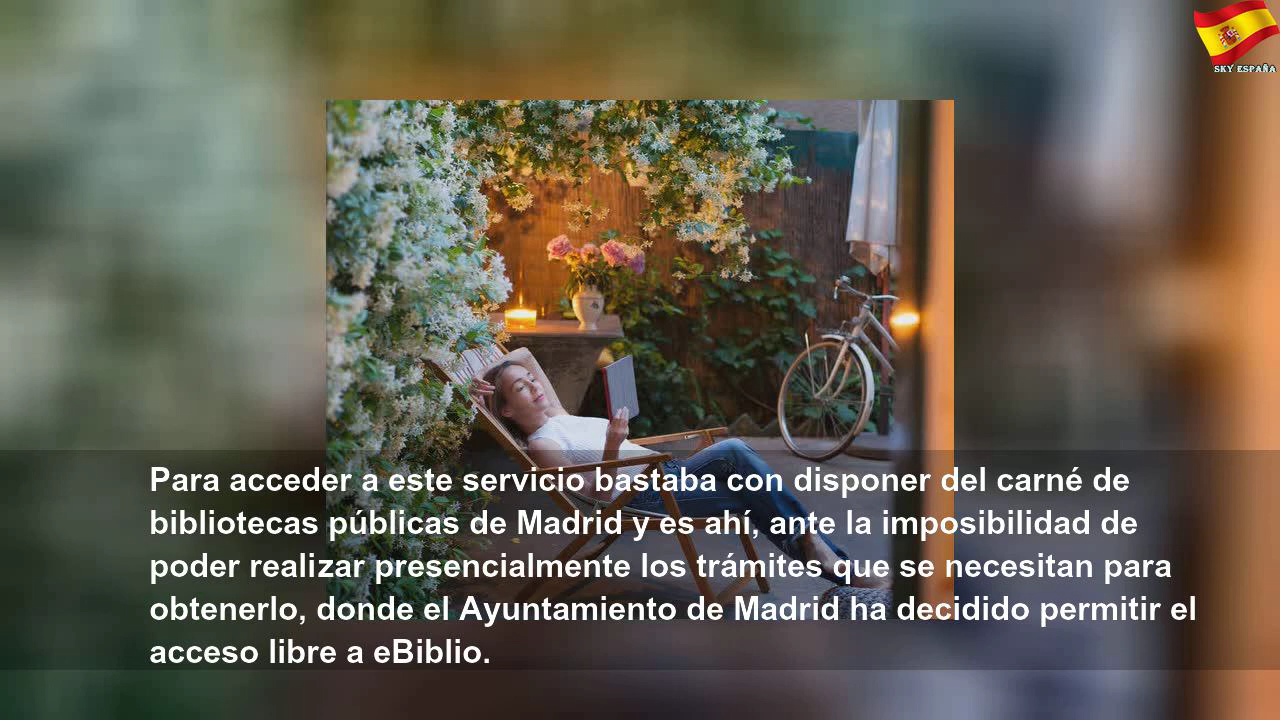 SKY ESPAÑA
Para acceder a este servicio bastaba con disponer del carné de
bibliotecas públicas de Madrid y es ahí, ante la imposibilidad de
poder realizar presencialmente los trámites que se necesitan para
obtenerlo, donde el Ayuntamiento de Madrid ha decidido permitir el
acceso libre a eBiblio.